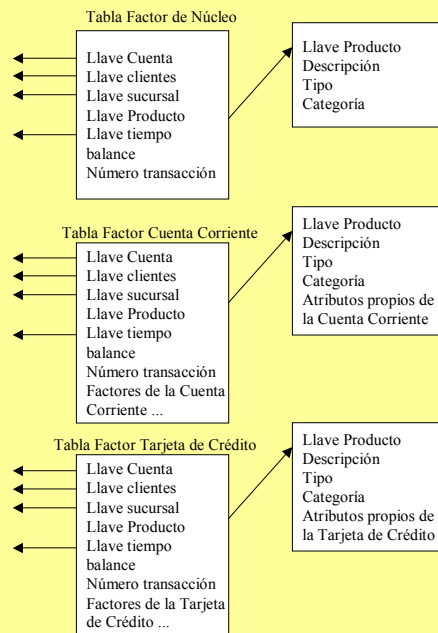 Tabla Factor de Núcleo
Llave Cuenta
Llave clientes
Llave sucursal
Llave Producto
Llave tiempo
balance
Número transacción
Llave Producto
Descripción
Tipo
Categoría
Tabla Factor Cuenta Corriente
Llave Cuenta
Llave clientes
Llave sucursal
Llave Producto
Llave tiempo
balance
Número transacción
Factores de la Cuenta
Corriente ...
Llave Producto
Descripción
Tipo
Categoría
Atributos propios de
la Cuenta Corriente
Tabla Factor Tarjeta de Crédito
Llave Cuenta
Llave clientes
Llave sucursal
Llave Producto
Llave tiempo
balance
Número transacción
Factores de la Tarjeta
de Crédito ...
Llave Producto
Descripción
Tipo
Categoría
Atributos propios de
la Tarjeta de Crédito